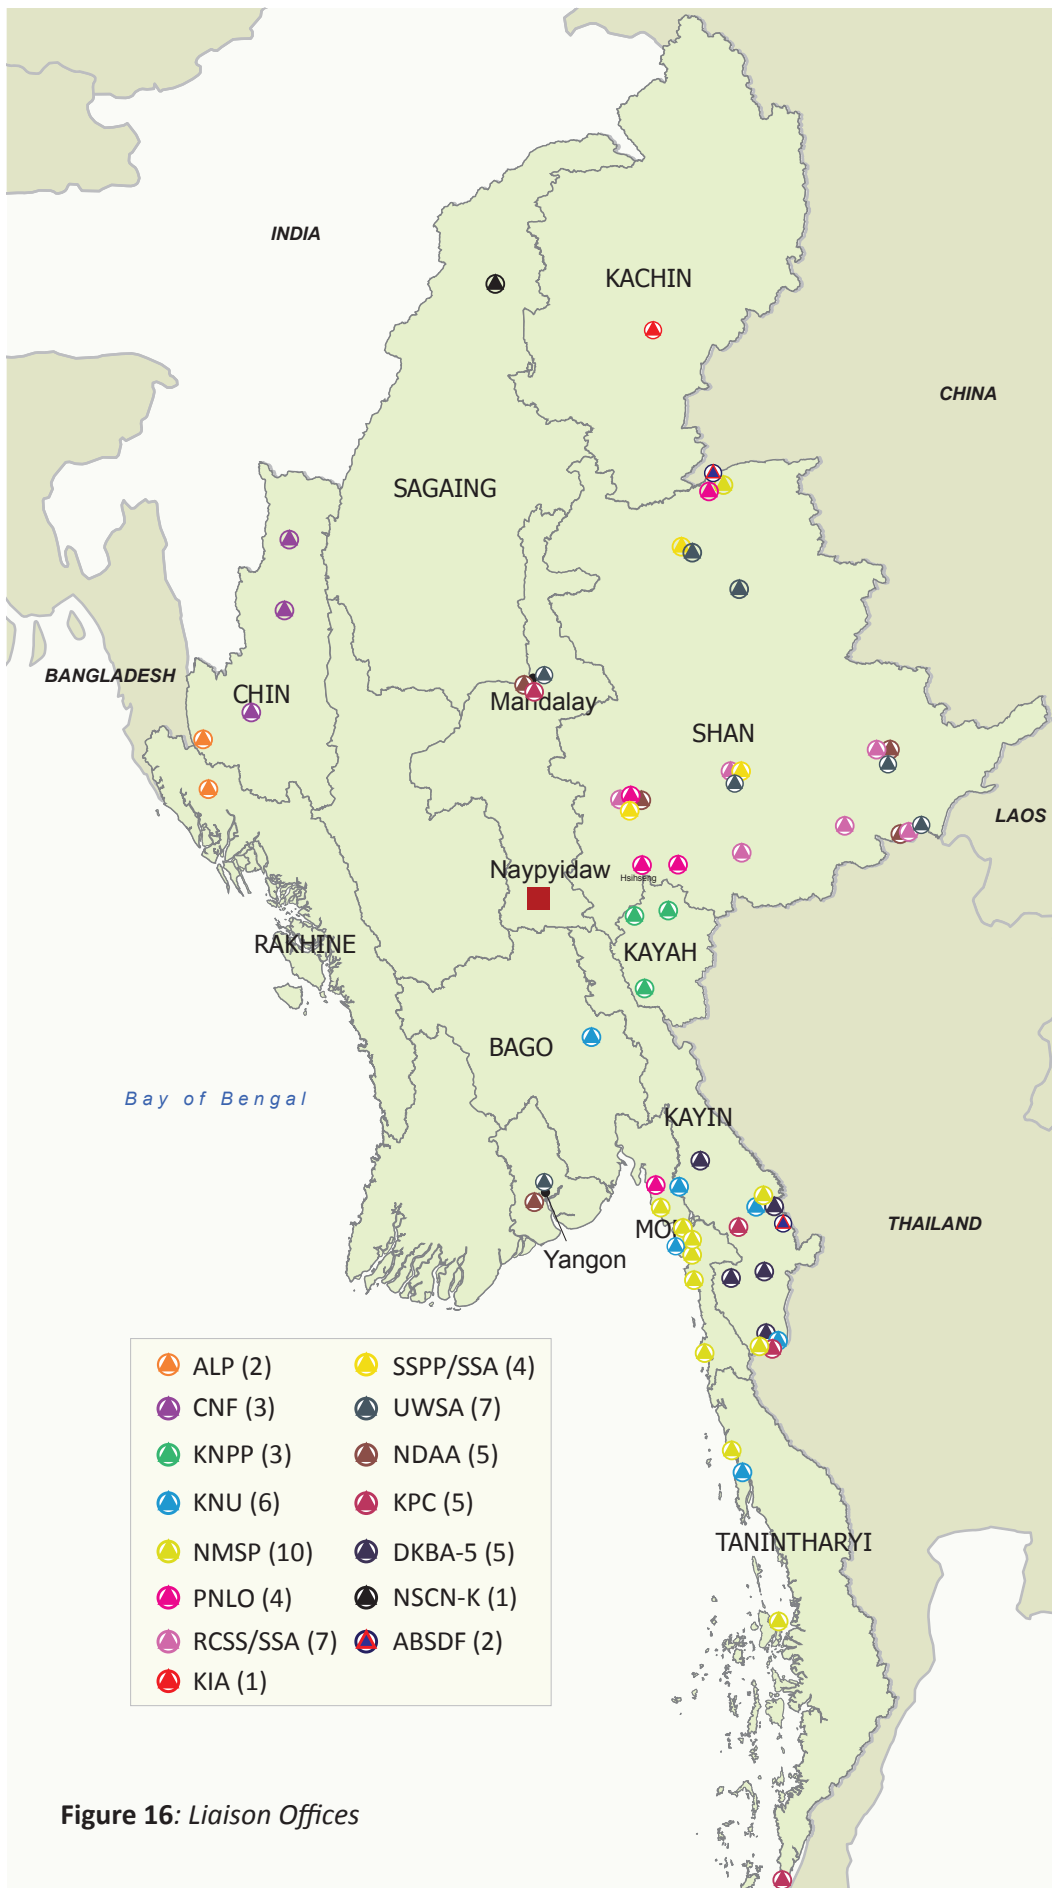 INDIA
KACHIN
CHINA
SAGAING
BANGLADESH
CHIN
Mandalay
SHAN
LAOS
Naypyidaw
Hsihseng
RAKHINE
KAYAH
BAGO
Bay of Bengal
KAYIN
THAILAND
MON
Yangon
ALP (2)
SSPP/SSA (4)
CNF (3)
UWSA (7)
KNPP (3)
NDAA (5)
KNU (6)
KPC (5)
NMSP (10)
DKBA-5 (5)
PNLO (4)
NSCN-K (1)
RCSS/SSA (7)
ABSDF (2)
KIA (1)
TANINTHARYI
Figure 16: Liaison Offices